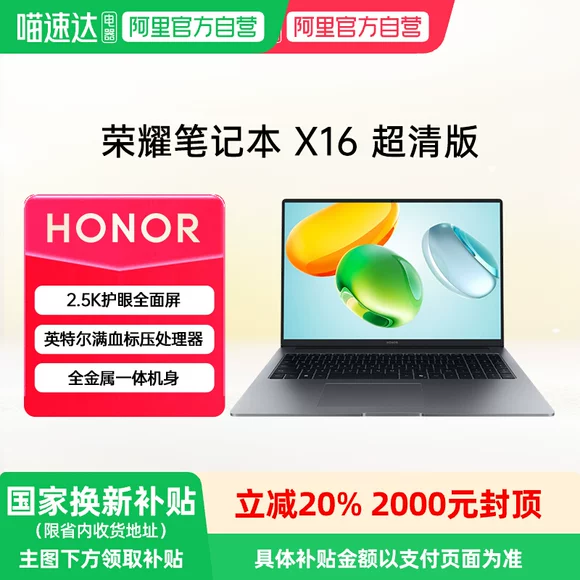 喵速达电器 阿里官方自营 阿里官方自营
荣耀笔记本 X16 超清版
HONOR
2.5K护眼全面屏
英特尔满血标压处理器
全金属一体机身
HONOR
国家换新补贴
(限省内收货地址)
主图下方领取补贴
立减20% 2000元封顶
具体补贴金额以支付页面为准